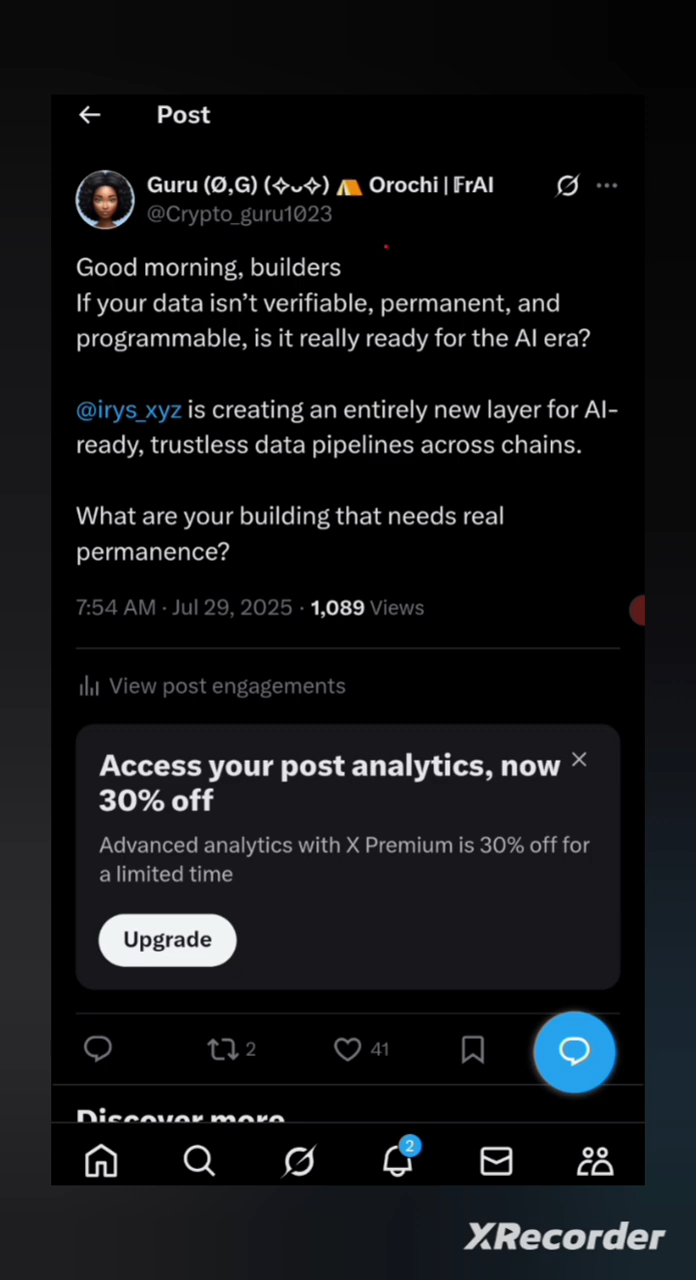 Post
Guru (Ø,G) (✧ᴗ✧) ⛺ Orochi | 𝔽rAI
@Crypto_guru1023
Good morning, builders
If your data isn’t verifiable, permanent, and
programmable, is it really ready for the AI era?
@irys_xyz is creating an entirely new layer for AI-
ready, trustless data pipelines across chains.
What are your building that needs real
permanence?
7:54 AM · Jul 29, 2025 · 1,089 Views
View post engagements
Access your post analytics, now
30% off
Advanced analytics with X Premium is 30% off for
a limited time
Upgrade
2 41
Discover more
2
XRecorder